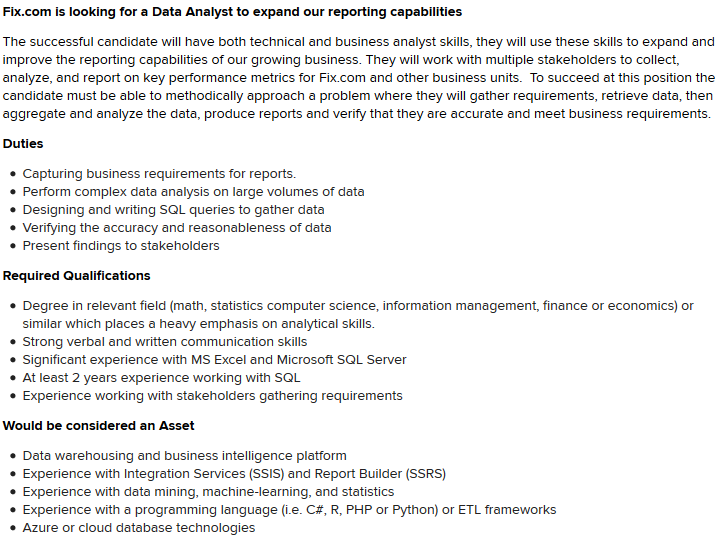 Fix.com is looking for a Data Analyst to expand our reporting capabilities
The successful candidate will have both technical and business analyst skills, they will use these skills to expand and
improve the reporting capabilities of our growing business. They will work with multiple stakeholders to collect,
analyze, and report on key performance metrics for Fix.com and other business units.  To succeed at this position the
candidate must be able to methodically approach a problem where they will gather requirements, retrieve data, then
aggregate and analyze the data, produce reports and verify that they are accurate and meet business requirements.
Duties
• Capturing business requirements for reports.
• Perform complex data analysis on large volumes of data
• Designing and writing SQL queries to gather data
• Verifying the accuracy and reasonableness of data
• Present findings to stakeholders
Required Qualifications
• Degree in relevant field (math, statistics computer science, information management, finance or economics) or
similar which places a heavy emphasis on analytical skills.
• Strong verbal and written communication skills
• Significant experience with MS Excel and Microsoft SQL Server
• At least 2 years experience working with SQL
• Experience working with stakeholders gathering requirements
Would be considered an Asset
• Data warehousing and business intelligence platform
• Experience with Integration Services (SSIS) and Report Builder (SSRS)
• Experience with data mining, machine-learning, and statistics
• Experience with a programming language (i.e. C#, R, PHP or Python) or ETL frameworks
• Azure or cloud database technologies